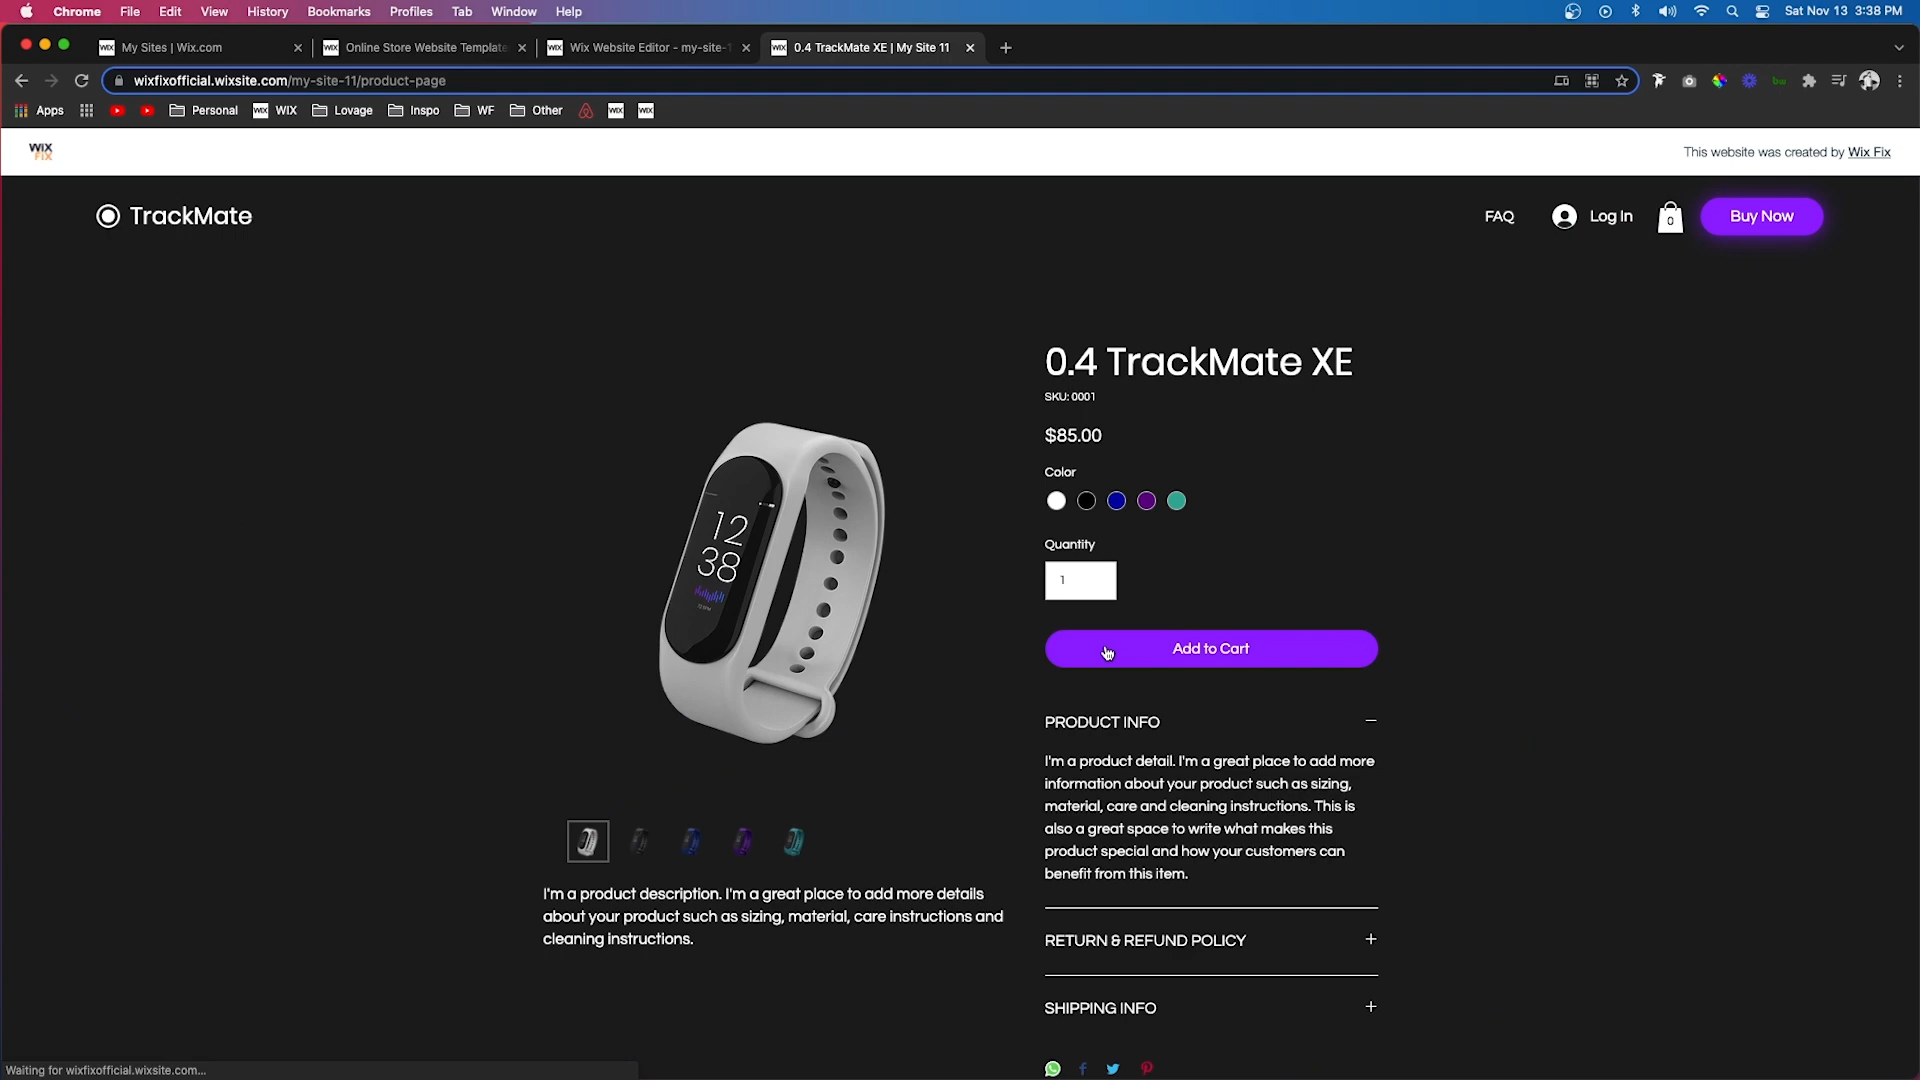 Chrome File Edit View History Bookmarks Profiles Tab Window Help Sat Nov 13 3:38 PM
My Sites | Wix.com Online Store Website Template Wix Website Editor - my-site-1 0.4 TrackMate XE | My Site 11
wixfixofficial.wixsite.com/my-site-11/product-page
Apps Personal WIX Lovage Inspo WF Other
WIX
FIX
This website was created by Wix Fix
TrackMate FAQ Log In 0 Buy Now
0.4 TrackMate XE
SKU: 0001
$85.00
Color
Quantity
1
Add to Cart
12
38
PRODUCT INFO
I'm a product detail. I'm a great place to add more
information about your product such as sizing,
material, care and cleaning instructions. This is
also a great space to write what makes this
product special and how your customers can
benefit from this item.
I'm a product description. I'm a great place to add more details
about your product such as sizing, material, care instructions and
cleaning instructions.
RETURN & REFUND POLICY
SHIPPING INFO
Waiting for wixfixofficial.wixsite.com...